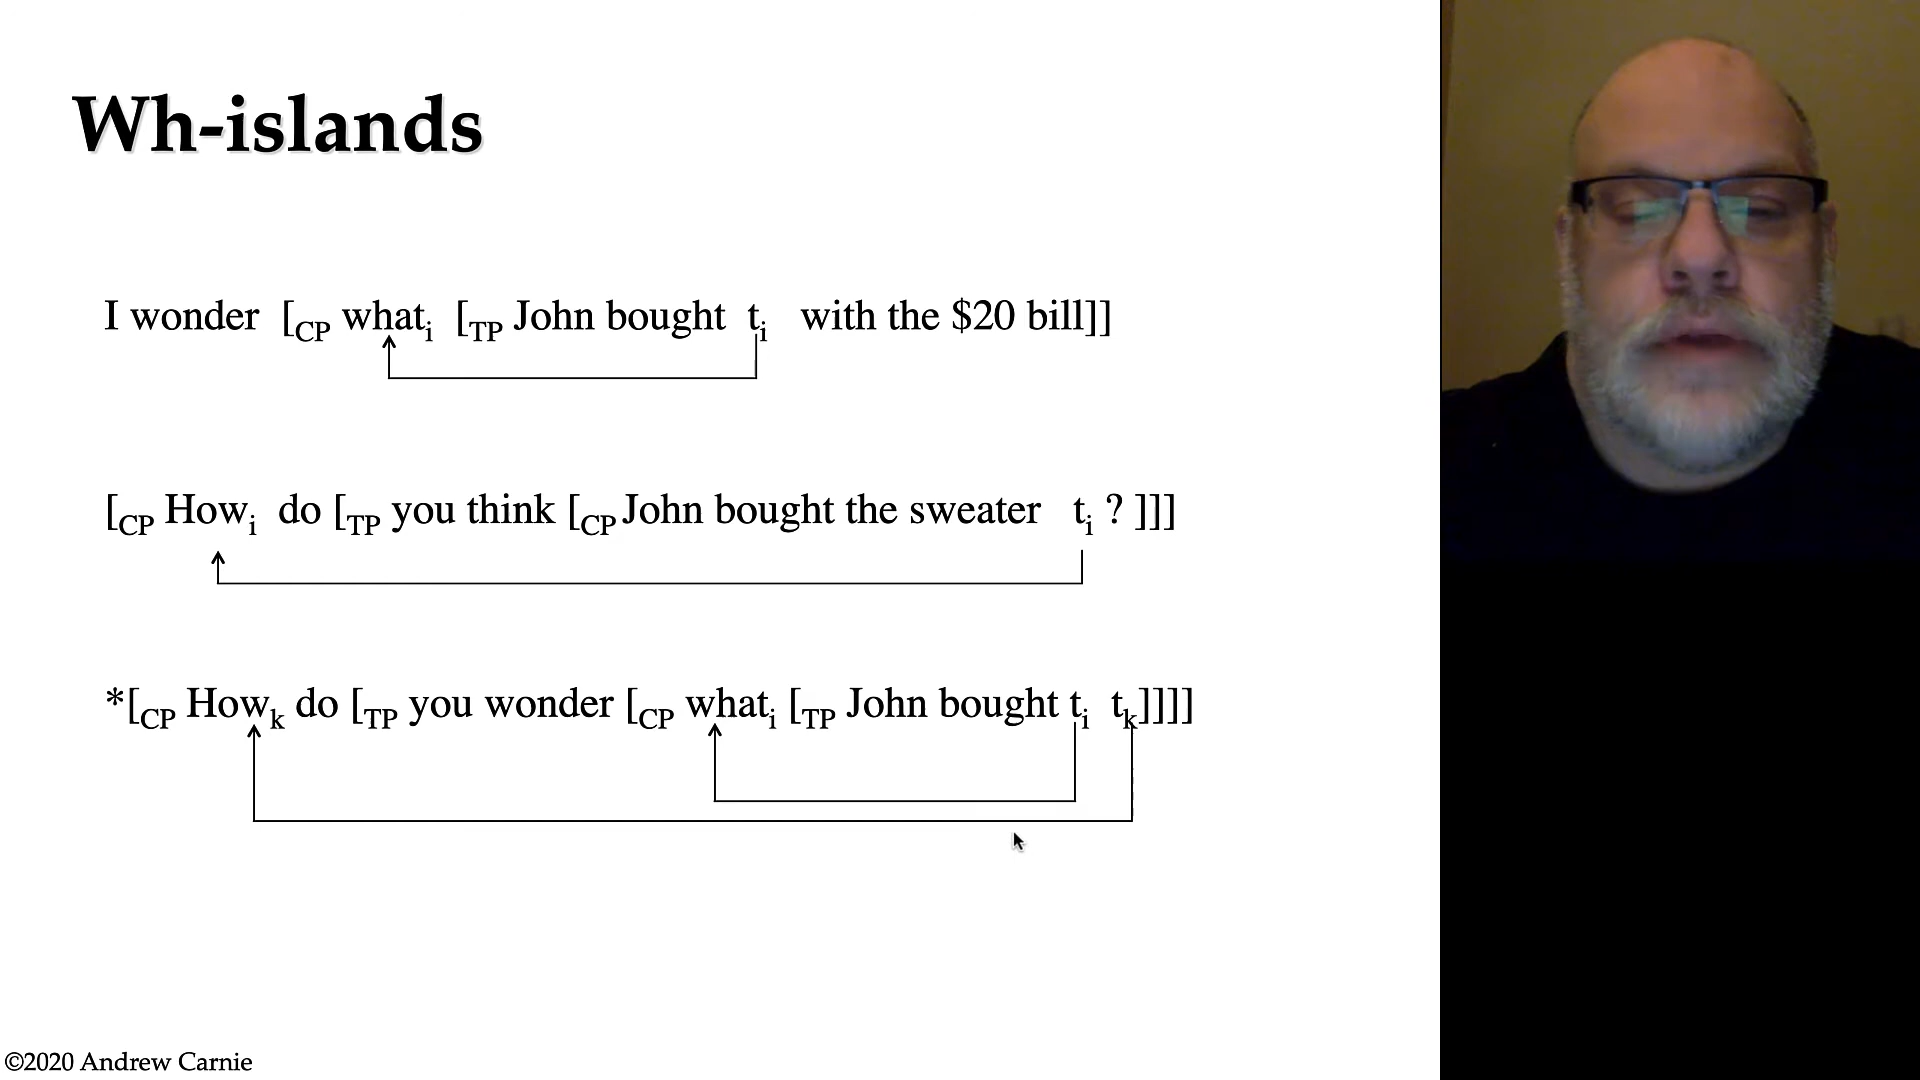 Wh-islands
I wonder [CP whati [TP John bought ti with the $20 bill]]
[CP Howi do [TP you think [CP John bought the sweater ti ? ]]]
*[CP Howk do [TP you wonder [CP whati [TP John bought ti tk]]]]
©2020 Andrew Carnie